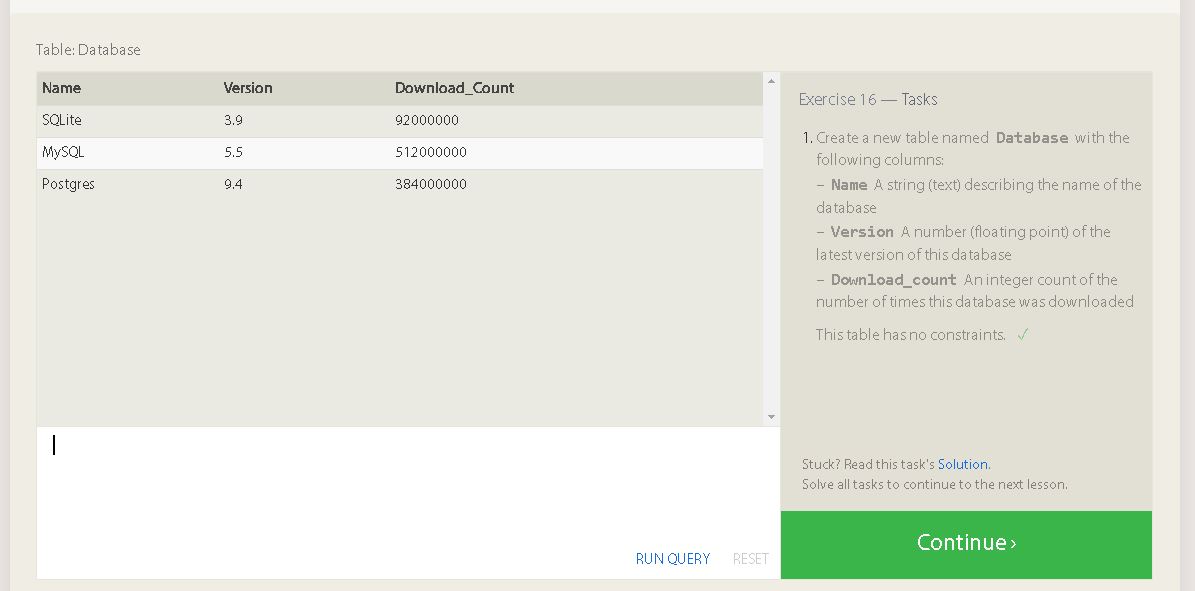 Table: Database
Name Version Download_Count
SQLite 3.9 92000000
MySQL 5.5 512000000
Postgres 9.4 384000000
RUN QUERY RESET
Exercise 16 — Tasks
1. Create a new table named Database with the
following columns:
– Name A string (text) describing the name of the
database
– Version A number (floating point) of the
latest version of this database
– Download_count An integer count of the
number of times this database was downloaded
This table has no constraints. ✓
Stuck? Read this task's Solution.
Solve all tasks to continue to the next lesson.
Continue ›